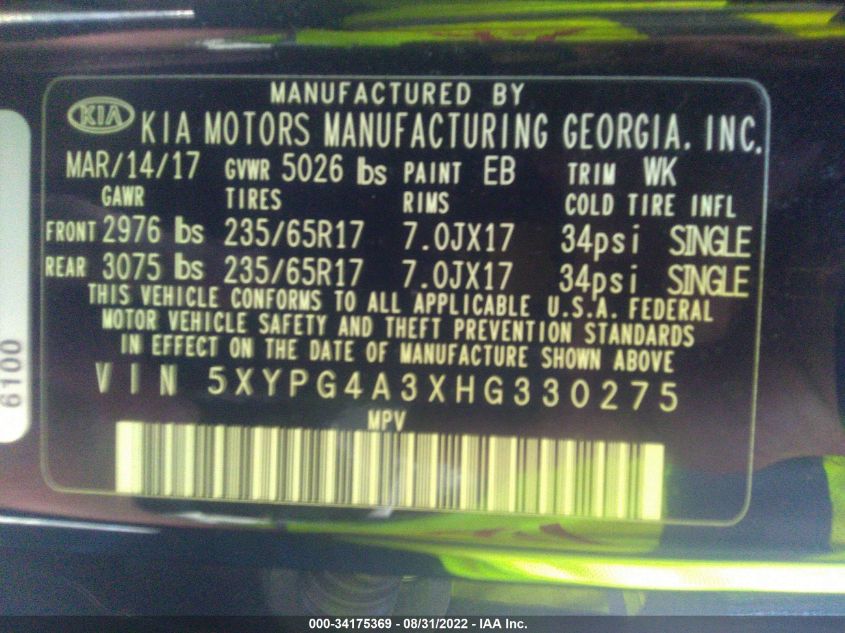 MANUFACTURED BY
KIA KIA MOTORS MANUFACTURING GEORGIA. INC.
MAR/14/17 GVWR 5026 lbs PAINT EB TRIM WK
GAWR TIRES RIMS COLD TIRE INFL
FRONT 2976 lbs 235/65R17 7.0JX17 34psi SINGLE
REAR 3075 lbs 235/65R17 7.0JX17 34psi SINGLE
THIS VEHICLE CONFORMS TO ALL APPLICABLE U.S.A. FEDERAL
MOTOR VEHICLE SAFETY AND THEFT PREVENTION STANDARDS
IN EFFECT ON THE DATE OF MANUFACTURE SHOWN ABOVE
VIN 5XYPG4A3XHG330275
MPV
6100
000-34175369 - 08/31/2022 - IAA Inc.